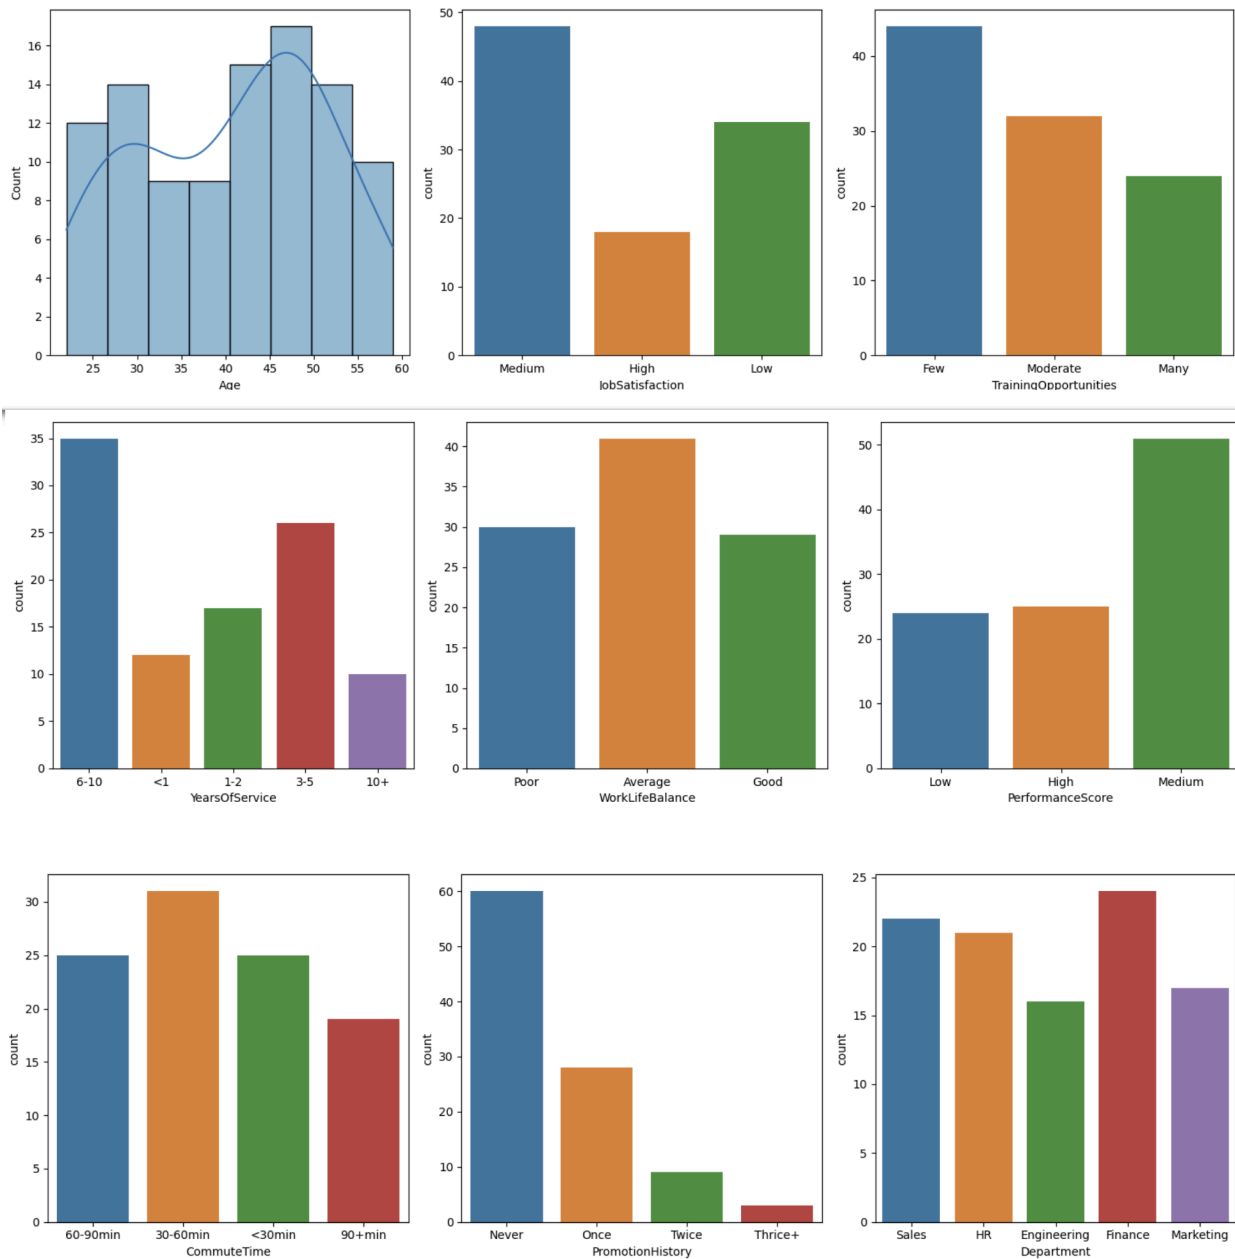 16
14
12
10
8
6
4
2
0
Count
25 30 35 40 45 50 55 60
Age
50
40
30
20
10
0
count
Medium High Low
JobSatisfaction
40
30
20
10
0
count
Few Moderate Many
TrainingOpportunities
35
30
25
20
15
10
5
0
count
6-10 <1 1-2 3-5 10+
YearsOfService
40
35
30
25
20
15
10
5
0
count
Poor Average Good
WorkLifeBalance
50
40
30
20
10
0
count
Low High Medium
PerformanceScore
30
25
20
15
10
5
0
count
60-90min 30-60min <30min 90+min
CommuteTime
60
50
40
30
20
10
0
count
Never Once Twice Thrice+
PromotionHistory
25
20
15
10
5
0
count
Sales HR Engineering Finance Marketing
Department